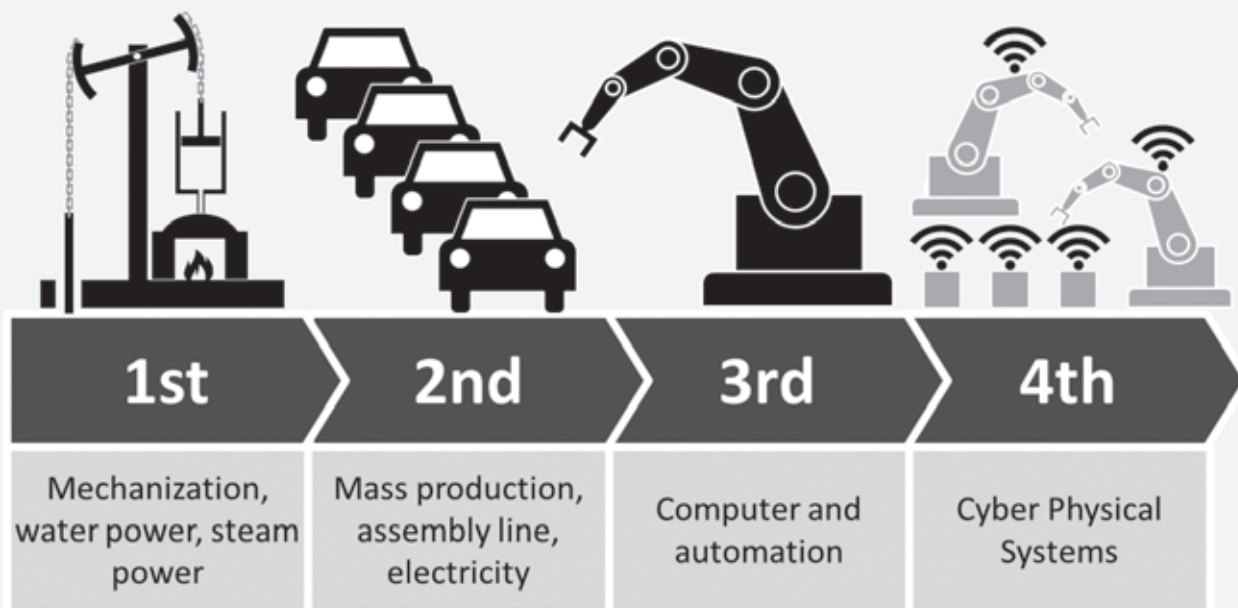 1st
2nd
3rd
4th
Mechanization,
water power, steam
power
Mass production,
assembly line,
electricity
Computer and
automation
Cyber Physical
Systems